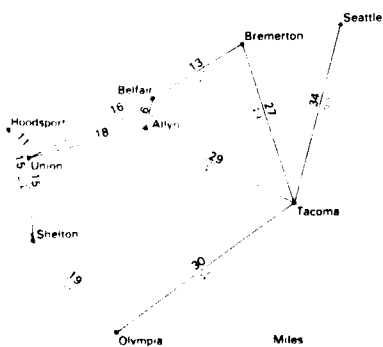 Seattle
Bremerton
13
Belfair
16
6
34
27
Hoodsport
Allyn
11
18
29
15
Union
15
Tacoma
Shelton
30
19
Olympia
Miles